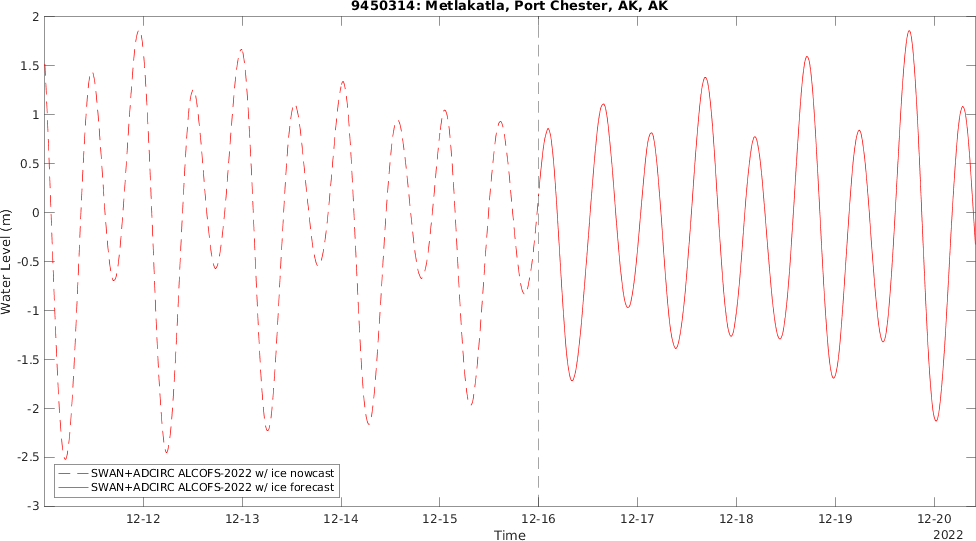 9450314: Metlakatla, Port Chester, AK, AK
2
1.5
1
0.5
0
-0.5
-1
-1.5
-2
-2.5
-3
Water Level (m)
SWAN+ADCIRC ALCOFS-2022 w/ ice nowcast
SWAN+ADCIRC ALCOFS-2022 w/ ice forecast
12-12 12-13 12-14 12-15 12-16 12-17 12-18 12-19 12-20
Time
2022